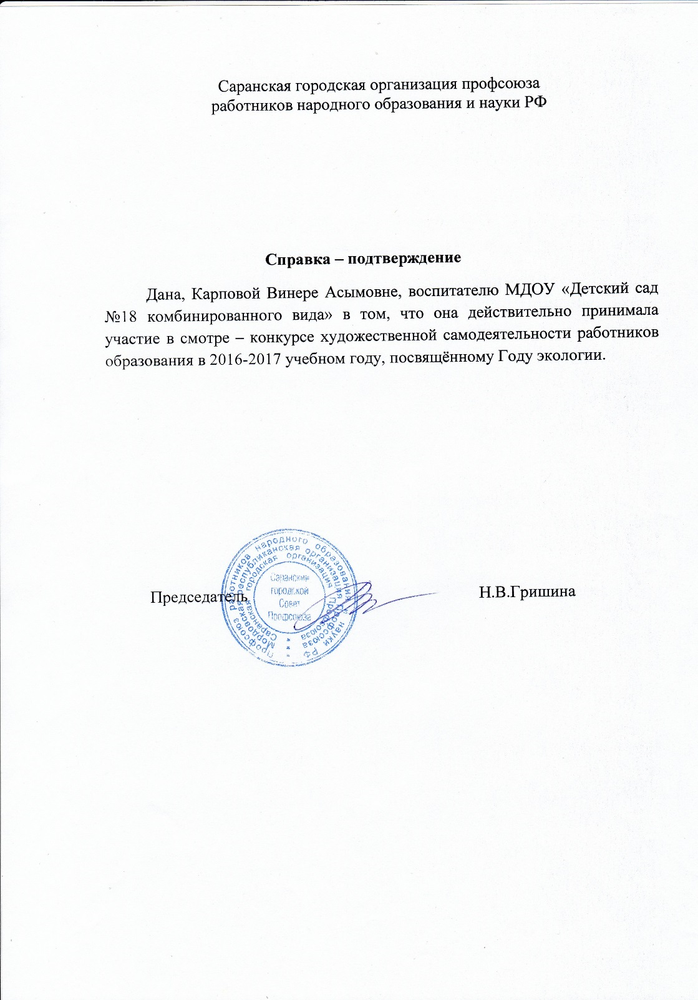 Саранская городская организация профсоюза
работников народного образования и науки РФ
Справка – подтверждение
Дана, Карповой Винере Асымовне, воспитателю МДОУ «Детский сад
№18 комбинированного вида» в том, что она действительно принимала
участие в смотре – конкурсе художественной самодеятельности работников
образования в 2016-2017 учебном году, посвящённому Году экологии.
Председатель
Н.В.Гришина
Профсоюз работников народного образования и науки РФ
Мордовская республиканская организация Профсоюза
Саранская городская организация Профсоюза
Саранский
городской
Совет
Профсоюза